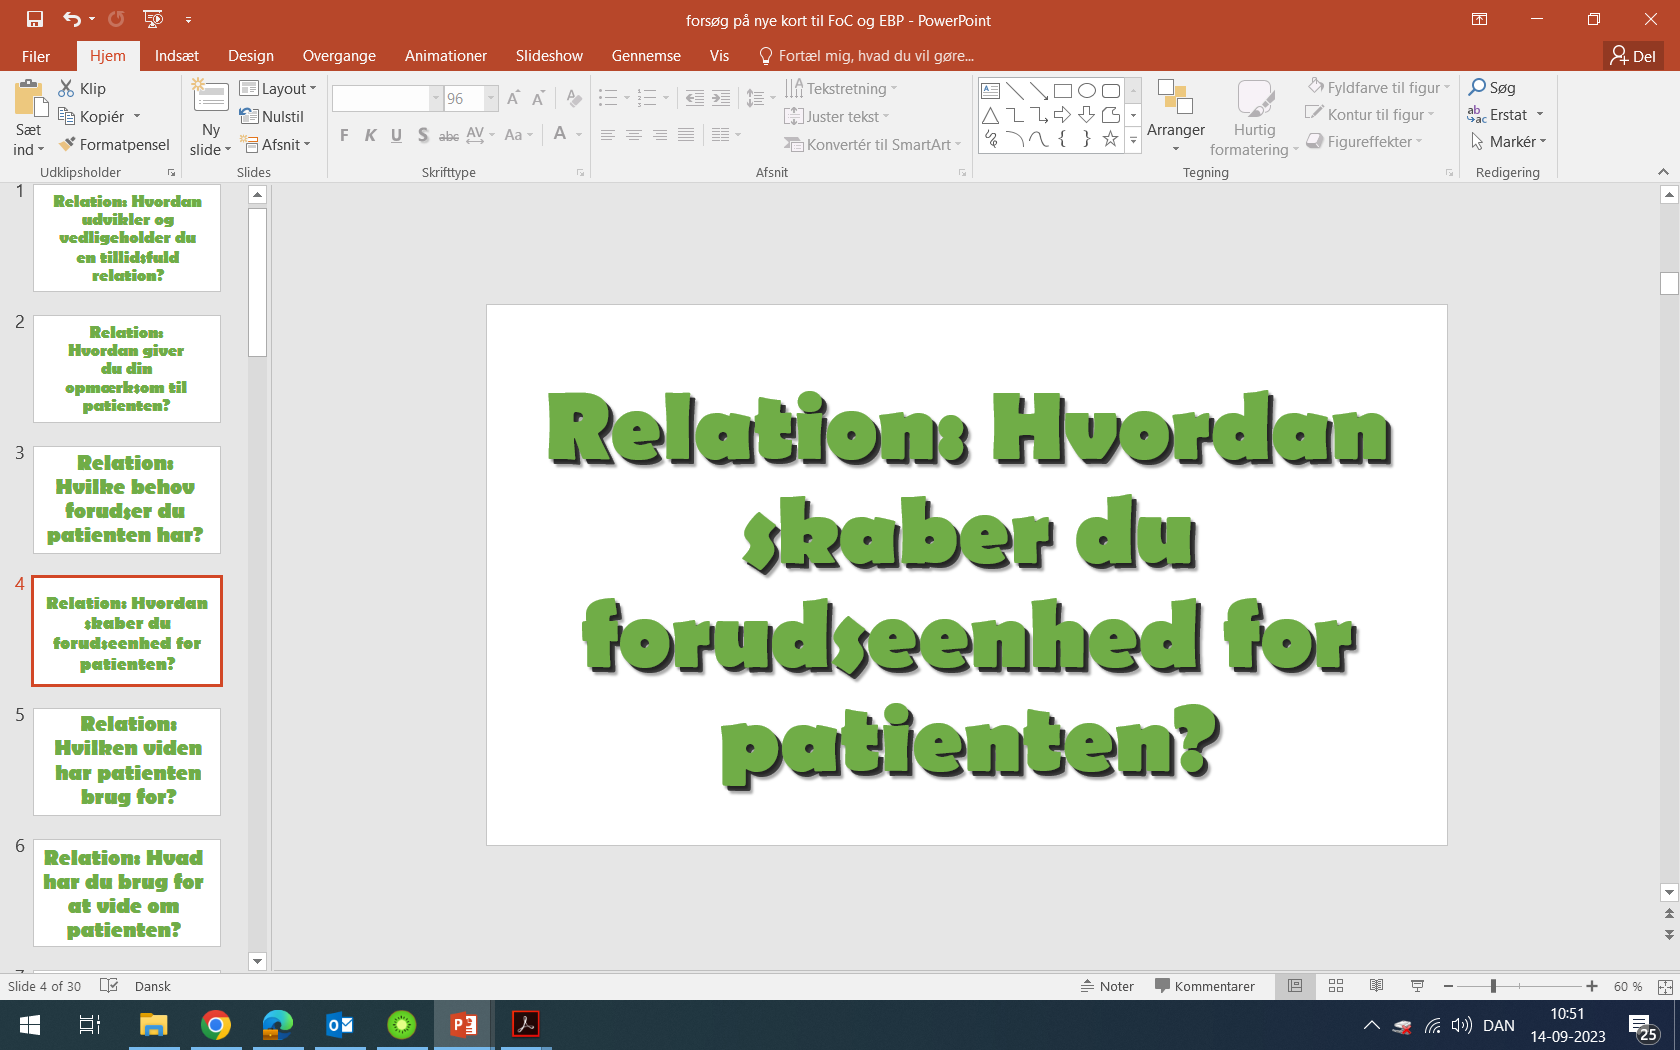 forsøg på nye kort til FoC og EBP - PowerPoint
Filer Hjem Indsæt Design Overgange Animationer Slideshow Gennemse Vis Fortæl mig, hvad du vil gøre... Del
Sæt ind
Klip
Kopiér
Formatpensel
Udklipsholder
Ny slide
Layout
Nulstil
Afsnit
Slides
96
F K U S abc AV Aa A
Skrifttype
Tekstretning
Juster tekst
Konvertér til SmartArt
Afsnit
Arranger
Hurtig formatering
Fyldfarve til figur
Kontur til figur
Figureffekter
Tegning
Søg
Erstat
Markér
Redigering
1
Relation: Hvordan
udvikler og
vedligeholder du
en tillidsfuld
relation?
2
Relation:
Hvordan giver
du din
opmærksom til
patienten?
3
Relation:
Hvilke behov
forudser du
patienten har?
4
Relation: Hvordan
skaber du
forudseenhed for
patienten?
5
Relation:
Hvilken viden
har patienten
brug for?
6
Relation: Hvad
har du brug for
at vide om
patienten?
Relation: Hvordan
skaber du
forudseenhed for
patienten?
Slide 4 of 30 Dansk Noter Kommentarer 60 %
DAN
10:51
14-09-2023
25